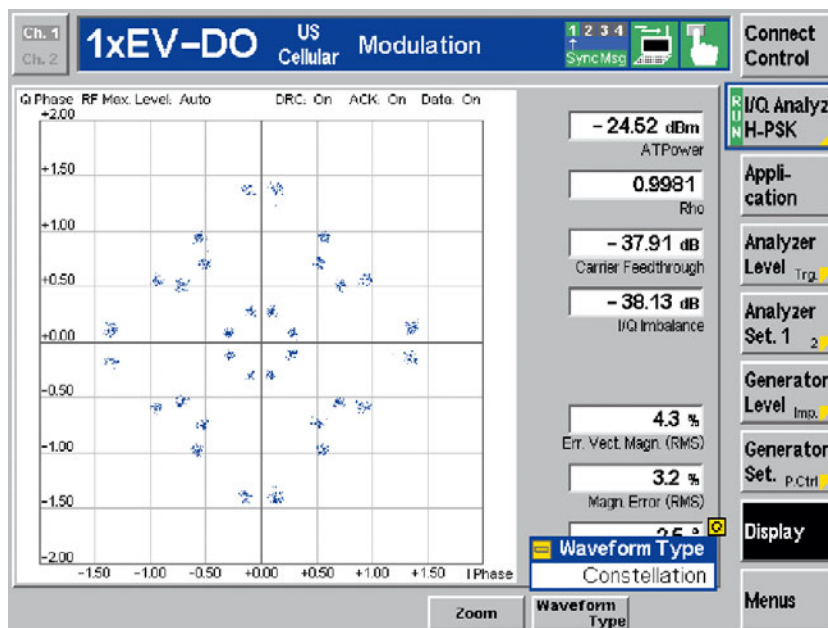 Ch. 1
Ch. 2
1xEV-DO
US
Cellular
Modulation
1 2 3 4
Sync Msg
Connect
Control
Q Phase RF Max. Level: Auto DRC: On ACK: On Data: On
+2.00
+1.50
+1.00
+0.50
+0.00
-0.50
-1.00
-1.50
-2.00
-1.50 -1.00 -0.50 +0.00 +0.50 +1.00 +1.50 I Phase
- 24.52 dBm
ATPower
0.9981
Rho
- 37.91 dB
Carrier Feedthrough
- 38.13 dB
I/Q Imbalance
4.3 %
Err. Vect. Magn. (RMS)
3.2 %
Magn. Error (RMS)
Q
Waveform Type
Constellation
RUN
I/Q Analyz
H-PSK
Appli-
cation
Analyzer
Level Trg.
Analyzer
Set. 1 2
Generator
Level Imp.
Generator
Set. P.Ctrl
Display
Menus
Zoom
Waveform
Type